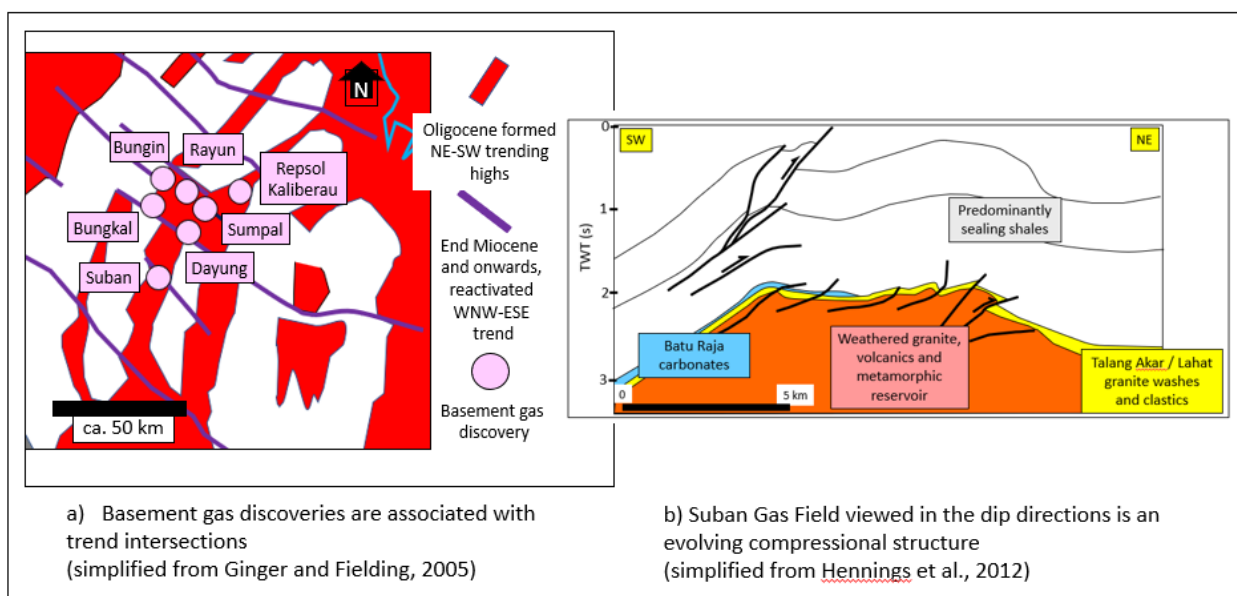 N
Bungin
Rayun
Repsol
Kaliberau
Bungkal
Sumpal
Suban
Dayung
ca. 50 km
Oligocene formed
NE-SW trending
highs
End Miocene
and onwards,
reactivated
WNW-ESE
trend
Basement gas
discovery
a) Basement gas discoveries are associated with
trend intersections
(simplified from Ginger and Fielding, 2005)
0
SW
NE
1
TWT (s)
Predominantly
sealing shales
2
Batu Raja
carbonates
Weathered granite,
volcanics and
metamorphic
reservoir
Talang Akar / Lahat
granite washes
and clastics
3
0
5 km
b) Suban Gas Field viewed in the dip directions is an
evolving compressional structure
(simplified from Hennings et al., 2012)